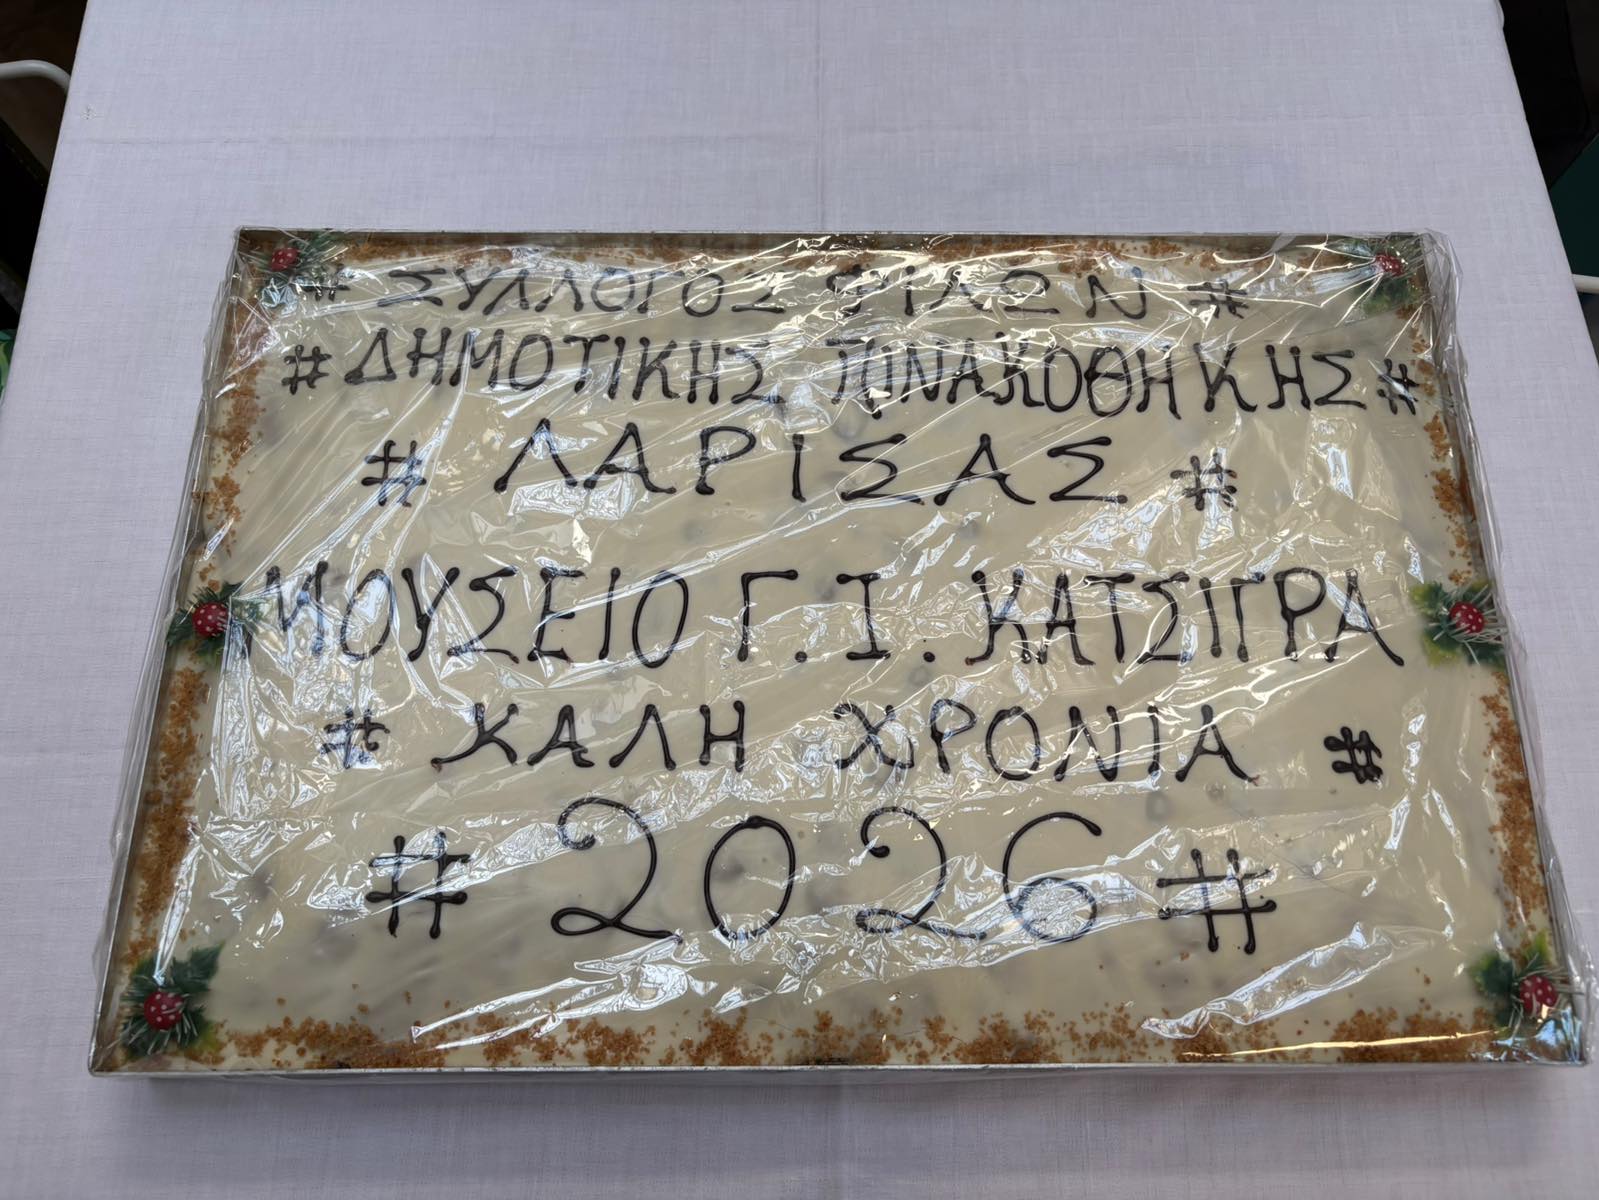 # ΣΥΛΛΟΓΟΣ ΦΙΛΩΝ #
# ΔΗΜΟΤΙΚΗΣ ΠΙΝΑΚΟΘΗΚΗΣ #
# ΛΑΡΙΣΑΣ #
ΜΟΥΣΕΙΟ Γ. Ι. ΚΑΤΣΙΓΡΑ
# ΚΑΛΗ ΧΡΟΝΙΑ #
# 2026 #